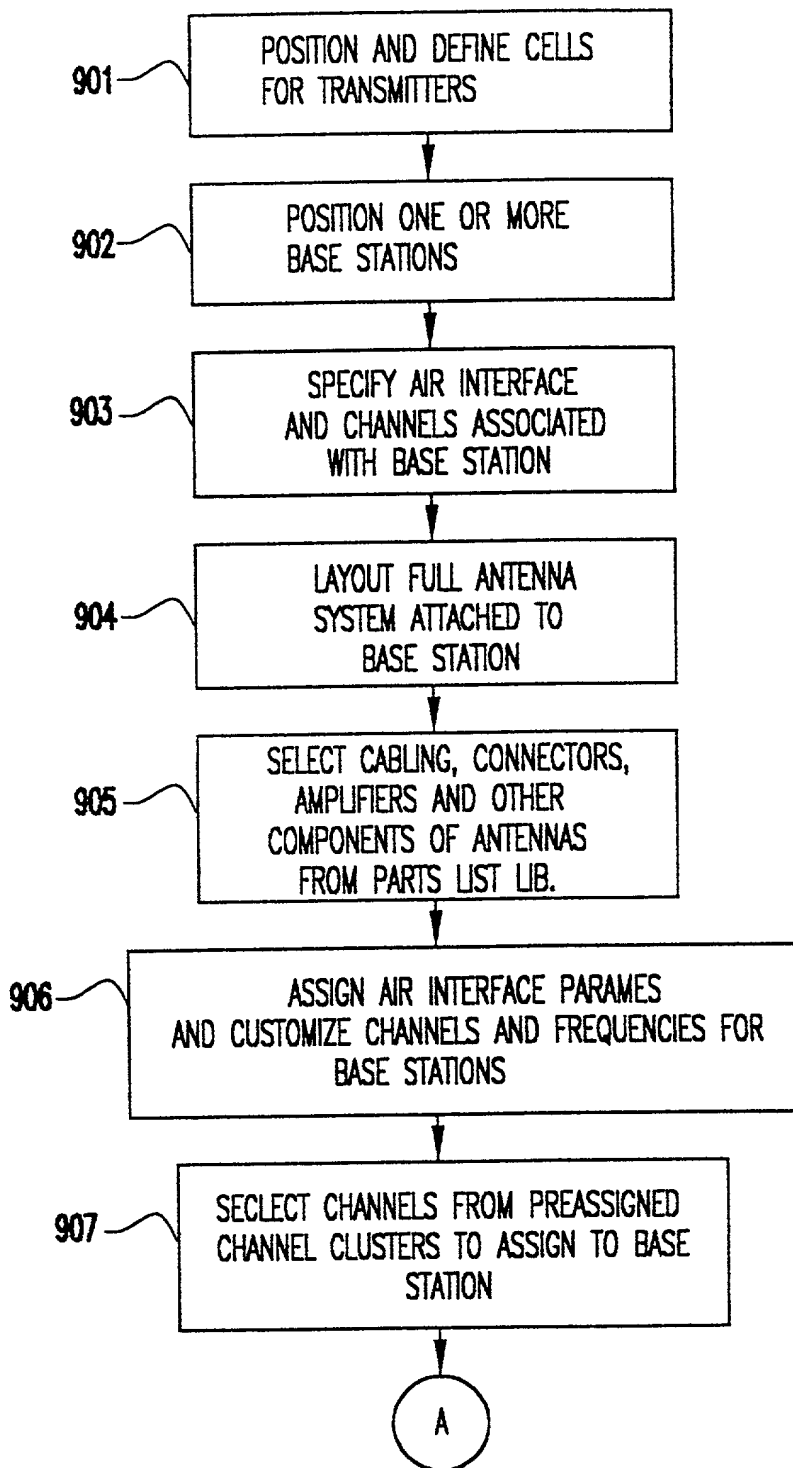 901
POSITION AND DEFINE CELLS
FOR TRANSMITTERS
902
POSITION ONE OR MORE
BASE STATIONS
903
SPECIFY AIR INTERFACE
AND CHANNELS ASSOCIATED
WITH BASE STATION
904
LAYOUT FULL ANTENNA
SYSTEM ATTACHED TO
BASE STATION
905
SELECT CABLING, CONNECTORS,
AMPLIFIERS AND OTHER
COMPONENTS OF ANTENNAS
FROM PARTS LIST LIB.
906
ASSIGN AIR INTERFACE PARAMES
AND CUSTOMIZE CHANNELS AND FREQUENCIES FOR
BASE STATIONS
907
SECLECT CHANNELS FROM PREASSIGNED
CHANNEL CLUSTERS TO ASSIGN TO BASE
STATION
A